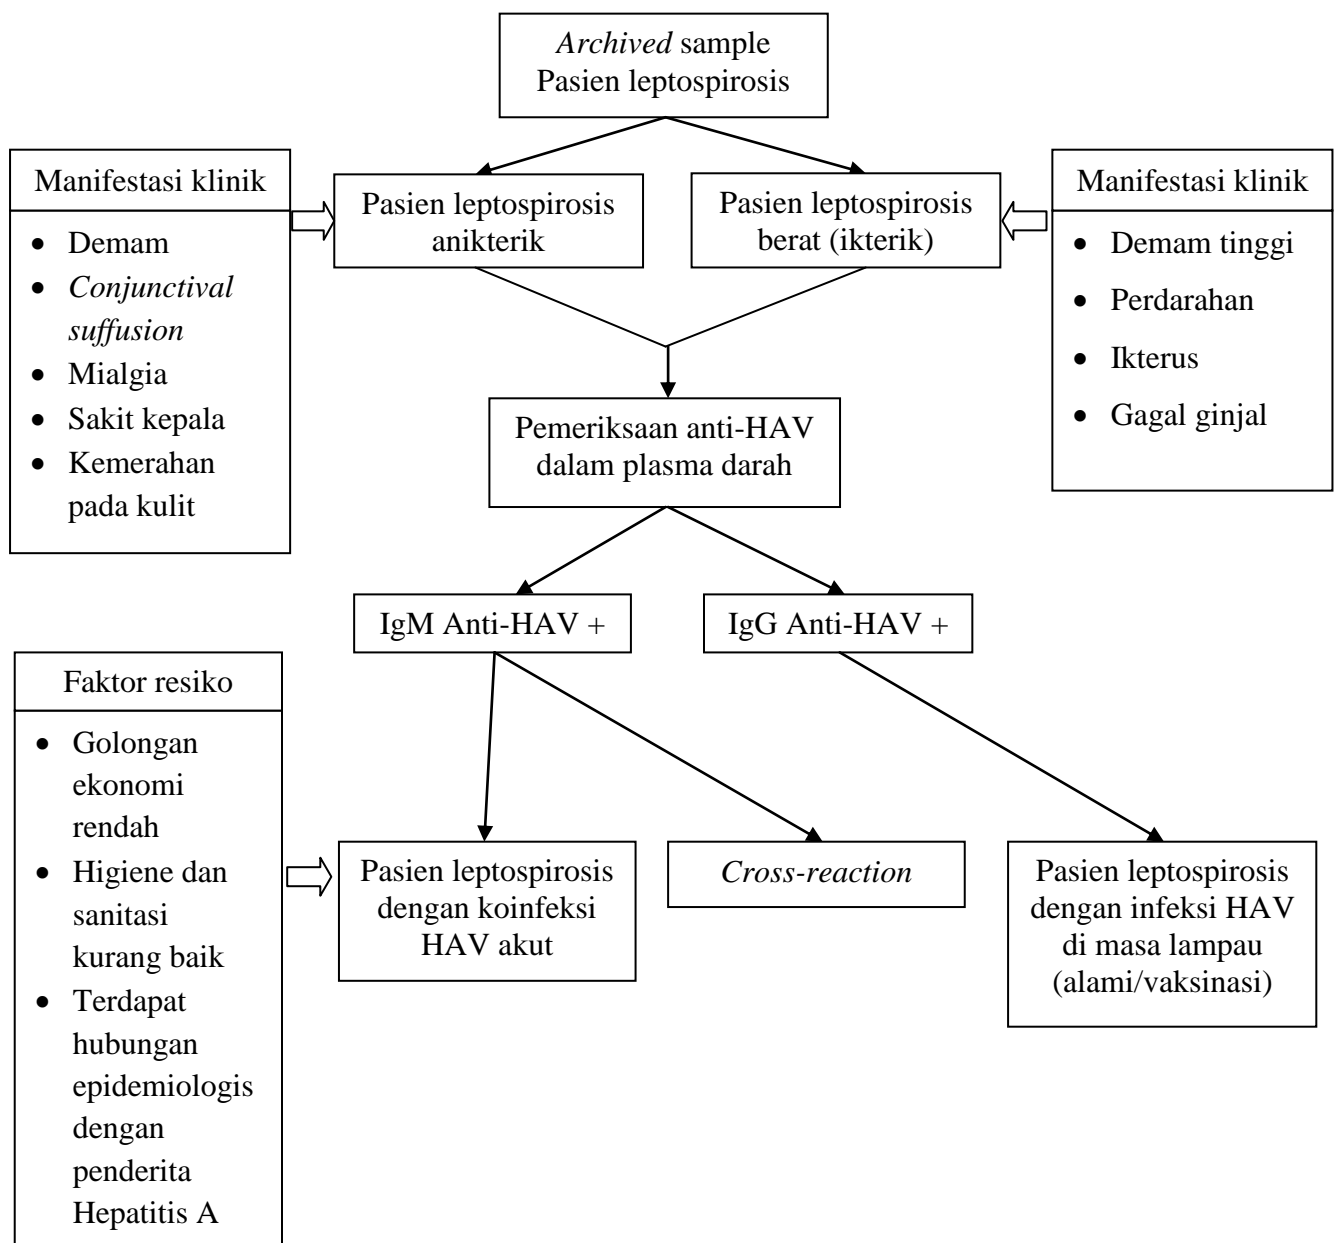 Archived sample
Pasien leptospirosis
Manifestasi klinik
• Demam
• Conjunctival
suffusion
• Mialgia
• Sakit kepala
• Kemerahan
pada kulit
Pasien leptospirosis
anikterik
Pasien leptospirosis
berat (ikterik)
Manifestasi klinik
• Demam tinggi
• Perdarahan
• Ikterus
• Gagal ginjal
Pemeriksaan anti-HAV
dalam plasma darah
IgM Anti-HAV +
IgG Anti-HAV +
Faktor resiko
• Golongan
ekonomi
rendah
• Higiene dan
sanitasi
kurang baik
• Terdapat
hubungan
epidemiologis
dengan
penderita
Hepatitis A
Pasien leptospirosis
dengan koinfeksi
HAV akut
Cross-reaction
Pasien leptospirosis
dengan infeksi HAV
di masa lampau
(alami/vaksinasi)